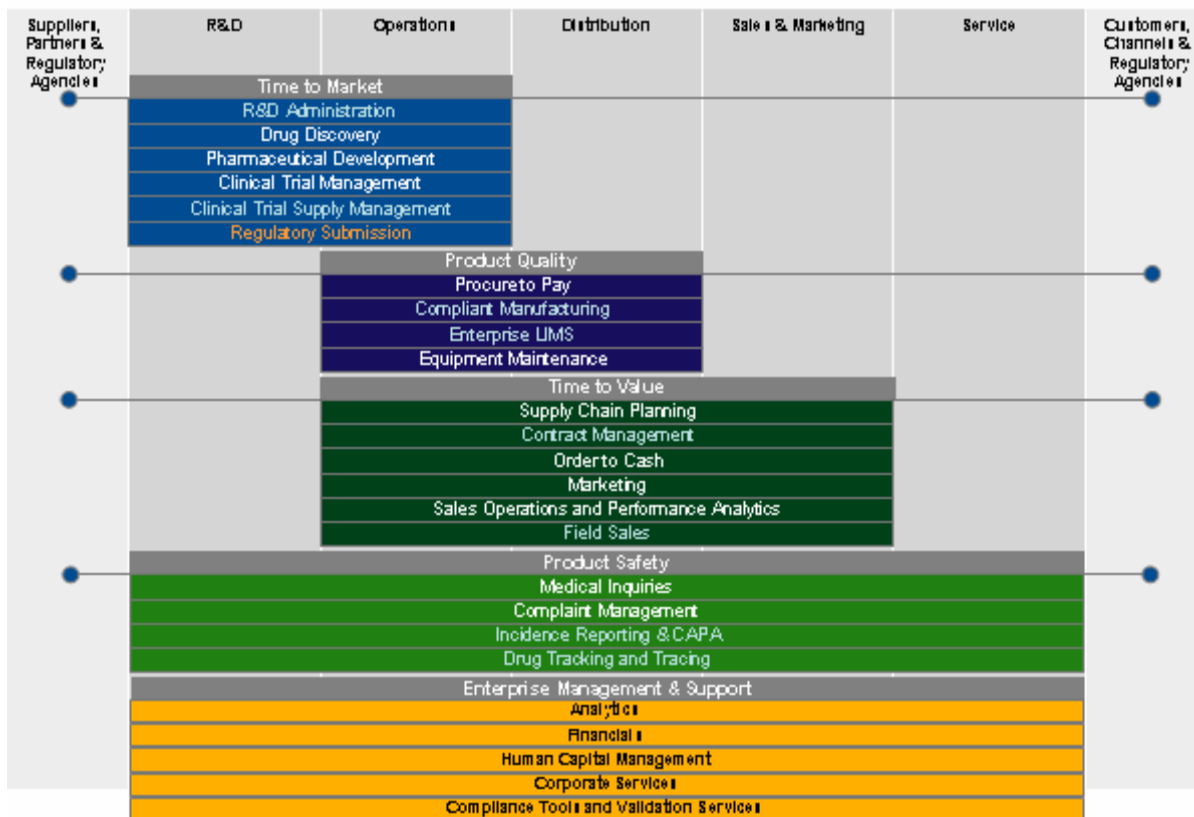 Suppliers,
Partners &
Regulatory
Agencies
R&D
Operations
Distribution
Sales & Marketing
Service
Customers,
Channels &
Regulatory
Agencies
Time to Market
R&D Administration
Drug Discovery
Pharmaceutical Development
Clinical Trial Management
Clinical Trial Supply Management
Regulatory Submission
Product Quality
Procure to Pay
Compliant Manufacturing
Enterprise LIMS
Equipment Maintenance
Time to Value
Supply Chain Planning
Contract Management
Order to Cash
Marketing
Sales Operations and Performance Analytics
Field Sales
Product Safety
Medical Inquiries
Complaint Management
Incidence Reporting & CAPA
Drug Tracking and Tracing
Enterprise Management & Support
Analytics
Financials
Human Capital Management
Corporate Services
Compliance Tools and Validation Services